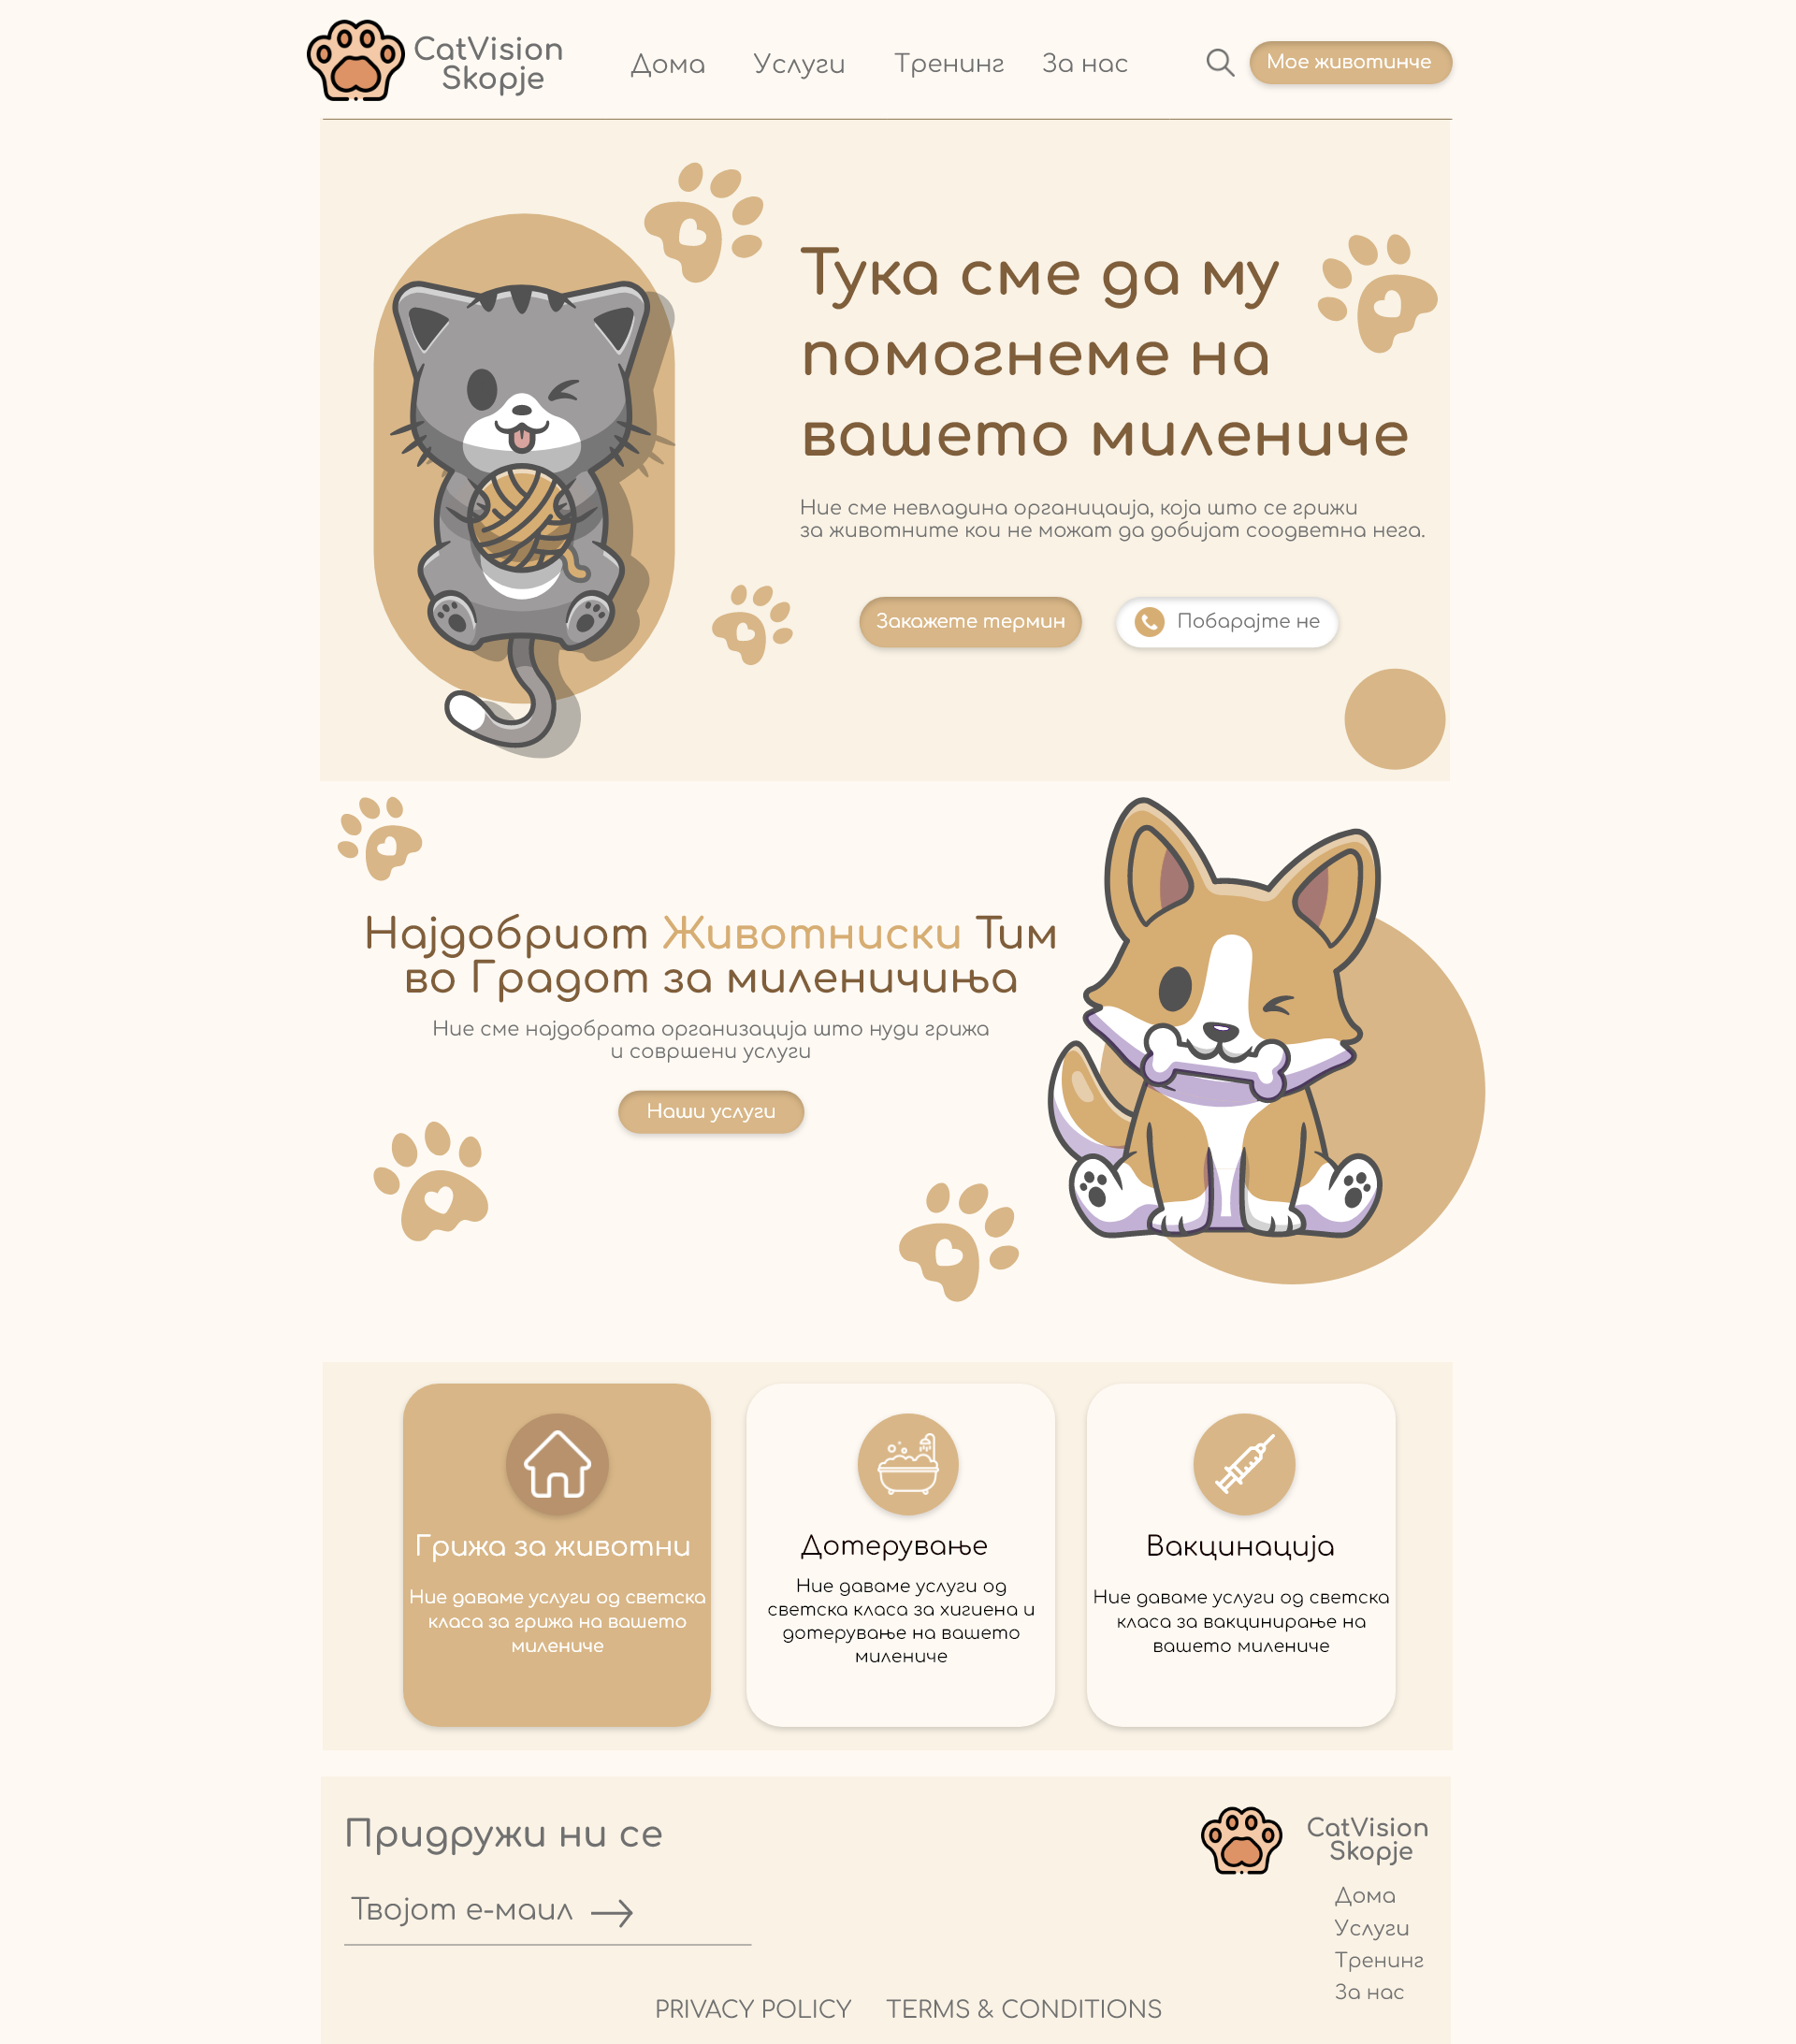 CatVision
Skopje
Дома
Услуги
Тренинг
За нас
Мое животинче
Тука сме да му
помогнеме на
вашето милениче
Ние сме невладина органицаија, која што се грижи
за животните кои не можат да добијат соодветна нега.
Закажете термин
Побарајте не
Најдобриот Животниски Тим
во Градот за миленичиња
Ние сме најдобрата организација што нуди грижа
и совршени услуги
Наши услуги
Грижа за животни
Ние даваме услуги од светска
класа за грижа на вашето
милениче
Дотерување
Ние даваме услуги од
светска класа за хигиена и
дотерување на вашето
милениче
Вакцинација
Ние даваме услуги од светска
класа за вакцинирање на
вашето милениче
Придружи ни се
Твојот е-маил
CatVision
Skopje
Дома
Услуги
Тренинг
За нас
PRIVACY POLICY
TERMS & CONDITIONS